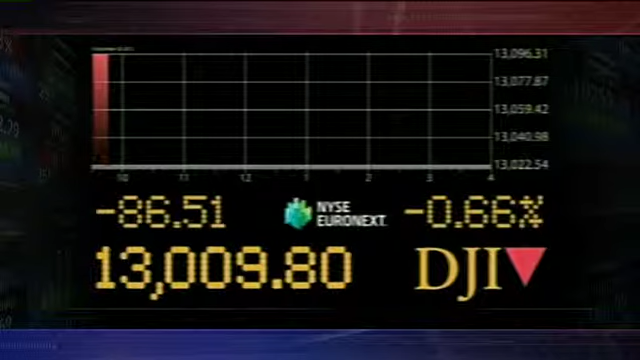 13,096.31
13,077.87
13,059.42
13,040.98
13,022.54
10 11 12 1 2 3 4
-86.51 NYSE EURONEXT -0.66%
13,009.80 DJI